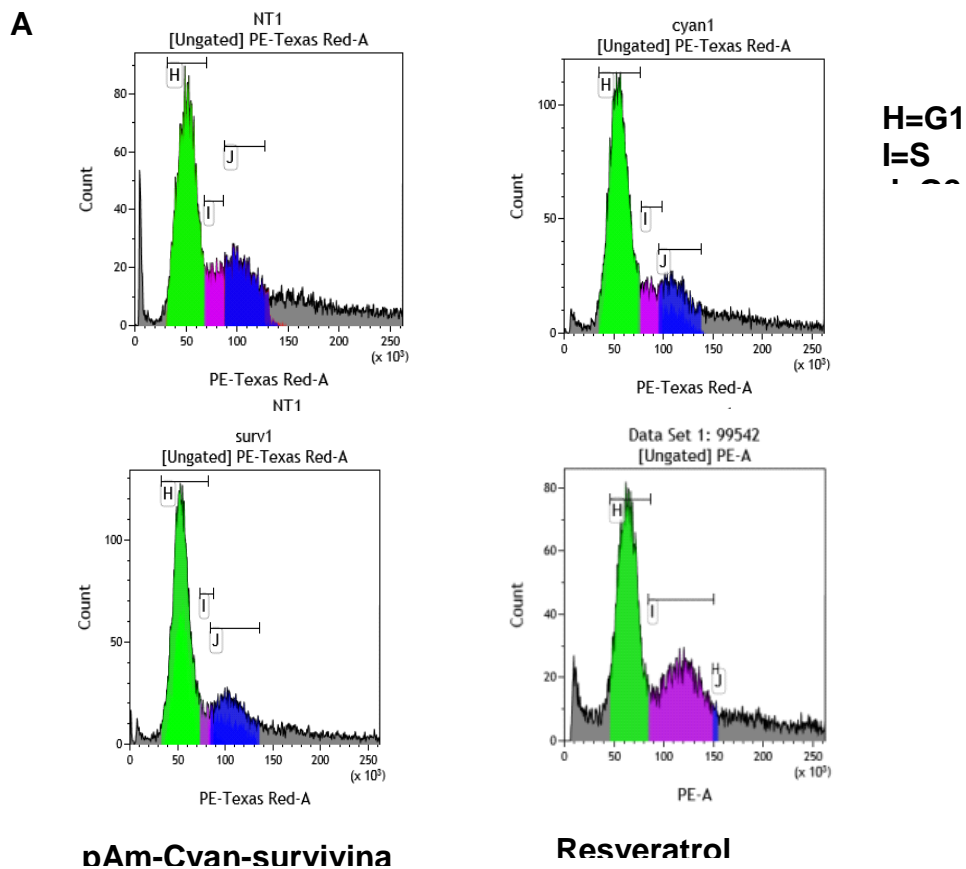 A
NT1
[Ungated] PE-Texas Red-A
H
J
I
80
60
40
20
0
Count
0 50 100 150 200 250
(x 10³)
PE-Texas Red-A
NT1
cyan1
[Ungated] PE-Texas Red-A
H
I
J
100
50
0
Count
0 50 100 150 200 250
(x 10³)
PE-Texas Red-A
H=G1
I=S
surv1
[Ungated] PE-Texas Red-A
H
I
J
100
50
0
Count
0 50 100 150 200 250
(x 10³)
PE-Texas Red-A
pAm-Cyan-survivina
Data Set 1: 99542
[Ungated] PE-A
H
I
H
J
80
60
40
20
0
Count
0 50 100 150 200 250
(x 10³)
PE-A
Resveratrol